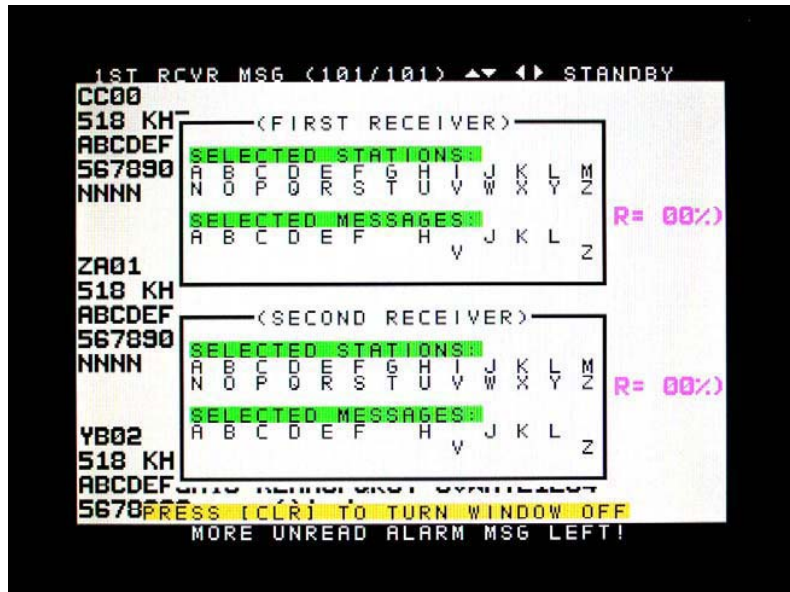 1ST RCVR MSG (101/101) ▲▼ ◀▶ STANDBY
CC00
518 KH
ABCDEF
567890
NNNN
(FIRST RECEIVER)
SELECTED STATIONS:
A B C D E F G H I J K L M
N O P Q R S T U V W X Y Z
SELECTED MESSAGES:
A B C D E F H J K L
V Z
R= 00%)
ZA01
518 KH
ABCDEF
567890
NNNN
(SECOND RECEIVER)
SELECTED STATIONS:
A B C D E F G H I J K L M
N O P Q R S T U V W X Y Z
SELECTED MESSAGES:
A B C D E F H J K L
V Z
R= 00%)
YB02
518 KH
ABCDEF
5678
PRESS [CLR] TO TURN WINDOW OFF
MORE UNREAD ALARM MSG LEFT!